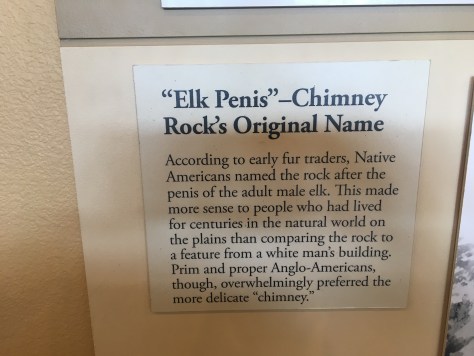 “Elk Penis”–Chimney
Rock’s Original Name
According to early fur traders, Native
Americans named the rock after the
penis of the adult male elk. This made
more sense to people who had lived
for centuries in the natural world on
the plains than comparing the rock to
a feature from a white man’s building.
Prim and proper Anglo-Americans,
though, overwhelmingly preferred the
more delicate “chimney.”